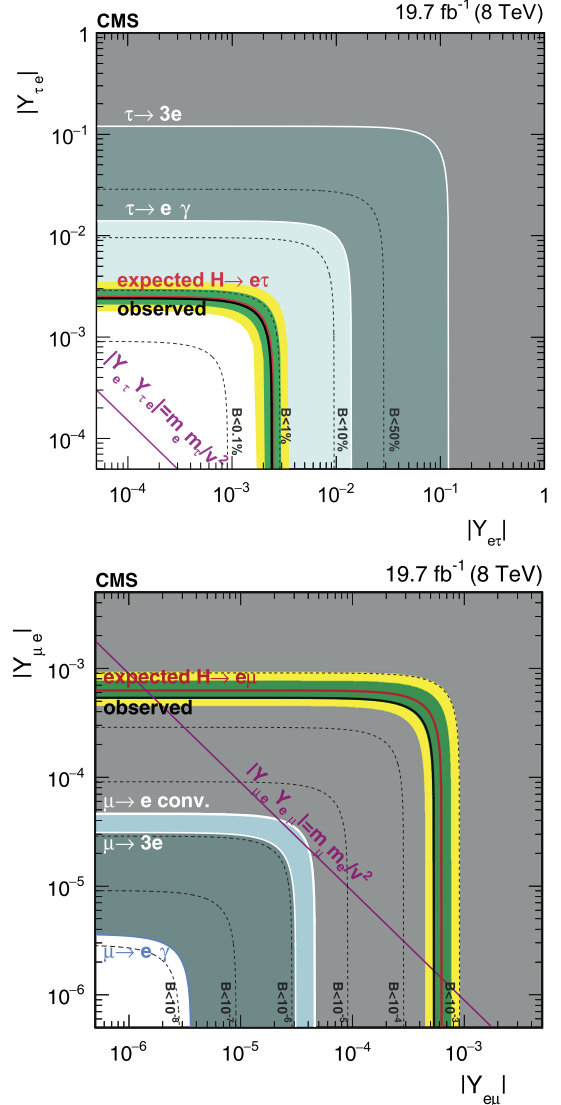 CMS 19.7 fb⁻¹ (8 TeV)
|Y_τe|
1
10⁻¹
10⁻²
10⁻³
10⁻⁴
τ→ 3e
τ→ e γ
expected H→ eτ
observed
|Y_eτ Y_τe|=m_e m_τ/v²
B<0.1%
B<1%
B<10%
B<50%
10⁻⁴ 10⁻³ 10⁻² 10⁻¹ 1
|Y_eτ|
CMS 19.7 fb⁻¹ (8 TeV)
|Y_μe|
10⁻³
10⁻⁴
10⁻⁵
10⁻⁶
expected H→ eμ
observed
|Y_μe Y_eμ|=m_μ m_e/v²
μ→ e conv.
μ→ 3e
μ→ e γ
B<10⁻⁸
B<10⁻⁷
B<10⁻⁶
B<10⁻⁵
B<10⁻⁴
B<10⁻³
10⁻⁶ 10⁻⁵ 10⁻⁴ 10⁻³
|Y_eμ|